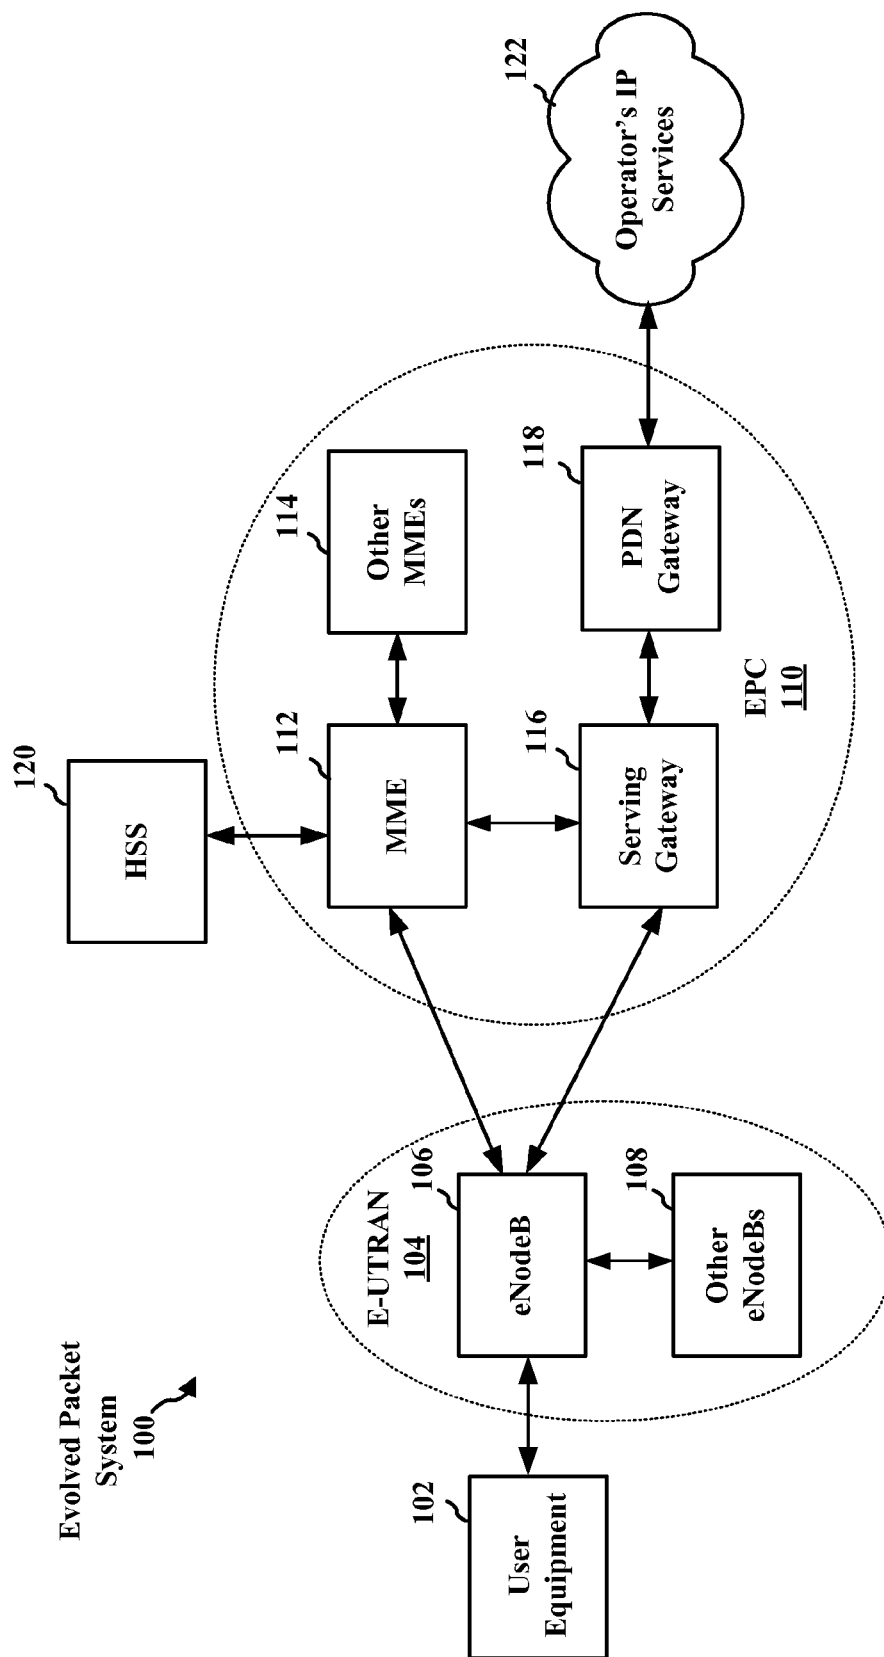 Evolved Packet
System
100
120
HSS
E-UTRAN
104
112
MME
114
Other
MMEs
102
User
Equipment
106
eNodeB
108
Other
eNodeBs
116
Serving
Gateway
118
PDN
Gateway
EPC
110
122
Operator's IP
Services